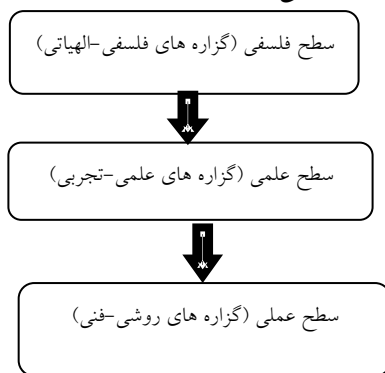 سطح فلسفی (گزاره های فلسفی-الهیاتی)
سطح علمی (گزاره های علمی-تجربی)
سطح عملی (گزاره های روشی-فنی)